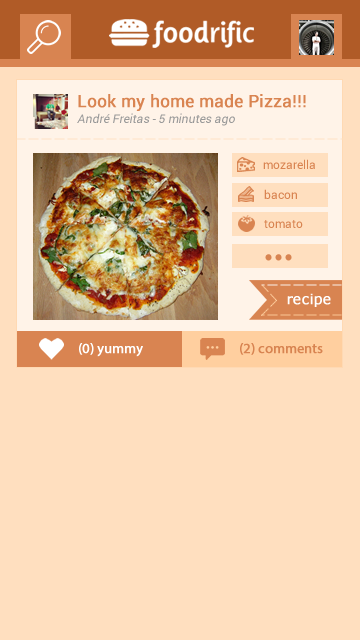 foodrific
Look my home made Pizza!!!
André Freitas - 5 minutes ago
mozarella
bacon
tomato
recipe
(0) yummy
(2) comments